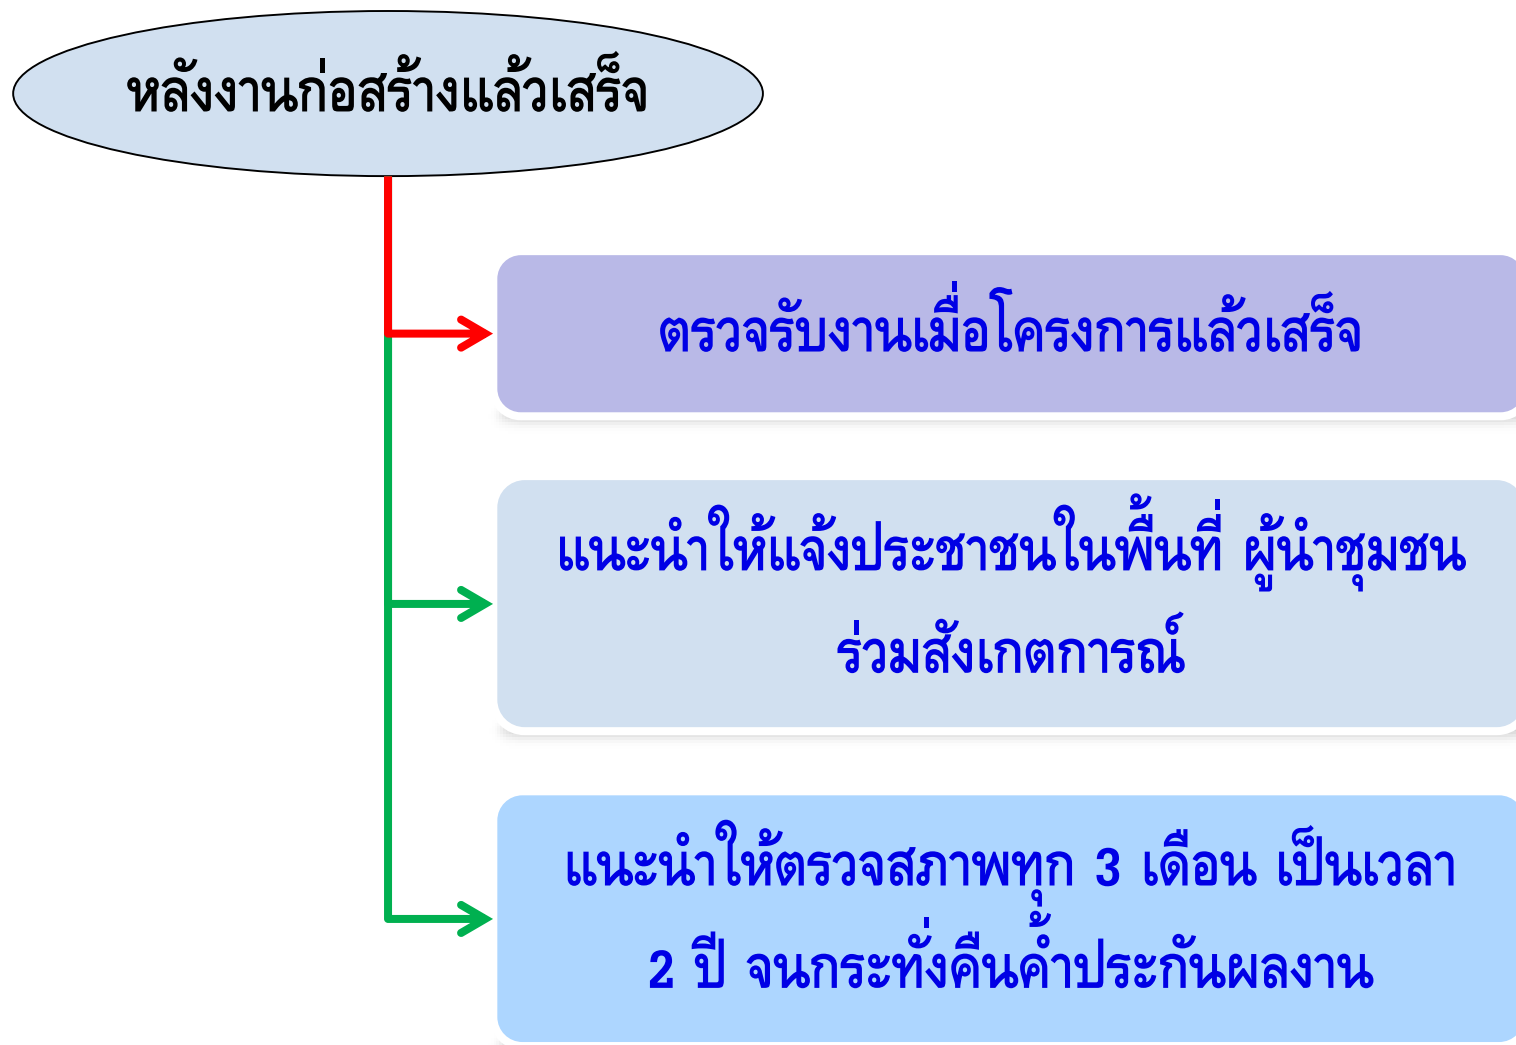 หลังงานก่อสร้างแล้วเสร็จ
ตรวจรับงานเมื่อโครงการแล้วเสร็จ
แนะนำให้แจ้งประชาชนในพื้นที่ ผู้นำชุมชน
ร่วมสังเกตการณ์
แนะนำให้ตรวจสภาพทุก 3 เดือน เป็นเวลา
2 ปี จนกระทั่งคืนค้ำประกันผลงาน